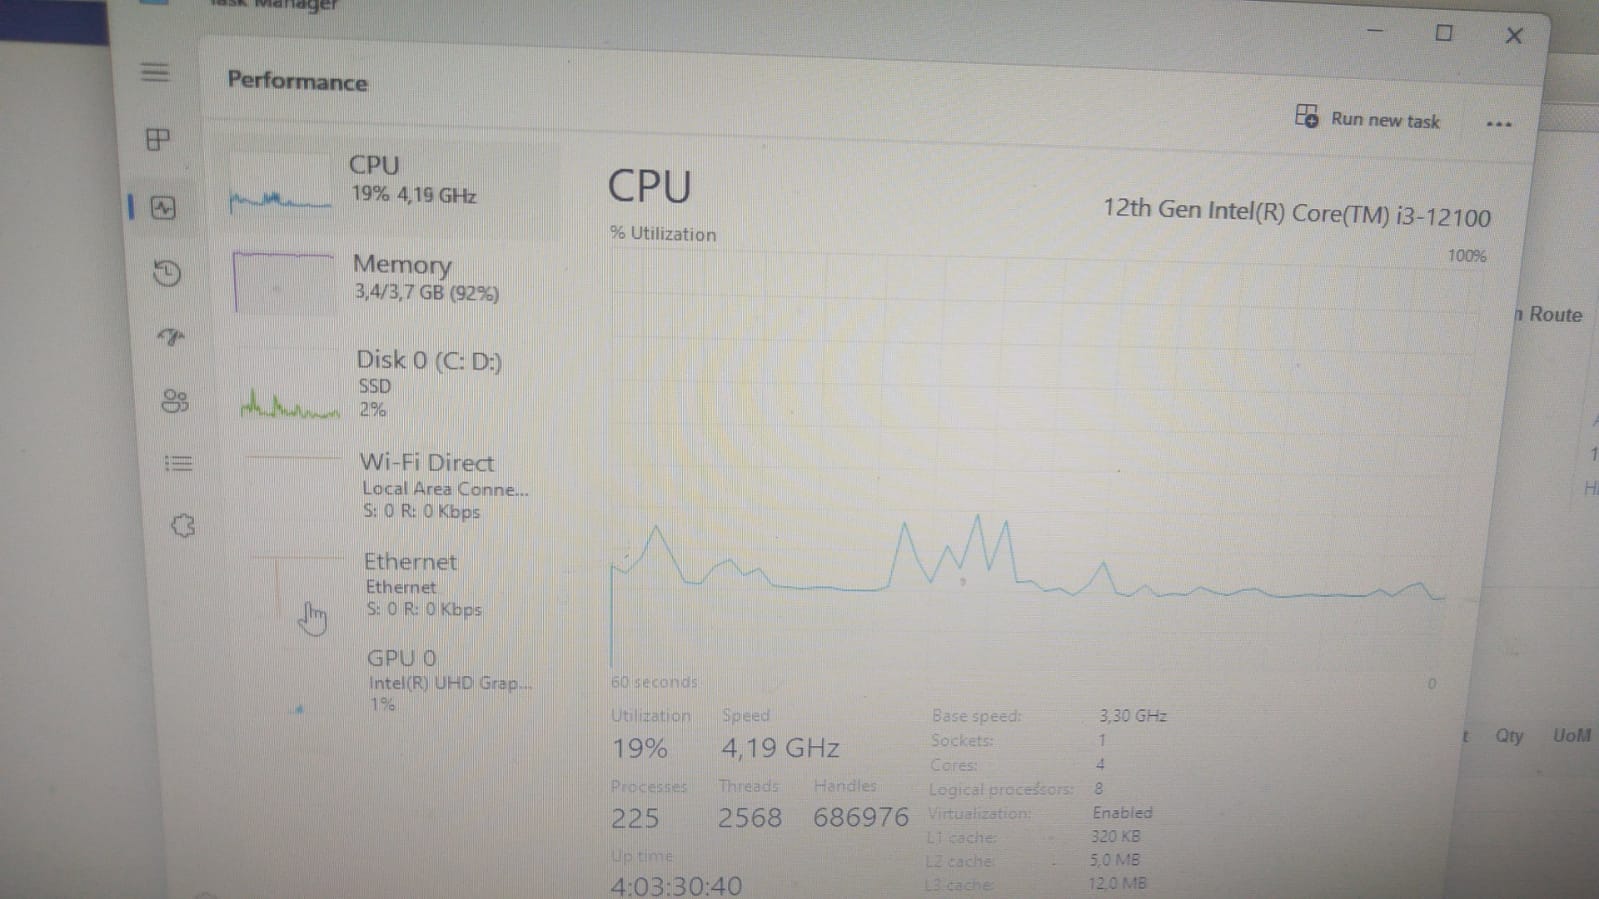 Task Manager
Performance
Run new task
CPU
19% 4,19 GHz
Memory
3,4/3,7 GB (92%)
Disk 0 (C: D:)
SSD
2%
Wi-Fi Direct
Local Area Conne...
S: 0 R: 0 Kbps
Ethernet
Ethernet
S: 0 R: 0 Kbps
GPU 0
Intel(R) UHD Grap...
1%
CPU
12th Gen Intel(R) Core(TM) i3-12100
% Utilization
100%
60 seconds
0
Utilization
Speed
19%
4,19 GHz
Processes
Threads
Handles
225
2568
686976
Up time
4:03:30:40
Base speed:
3,30 GHz
Sockets:
1
Cores:
4
Logical processors:
8
Virtualization:
Enabled
L1 cache:
320 KB
L2 cache:
5,0 MB
L3 cache:
12,0 MB
Route
Qty
UoM